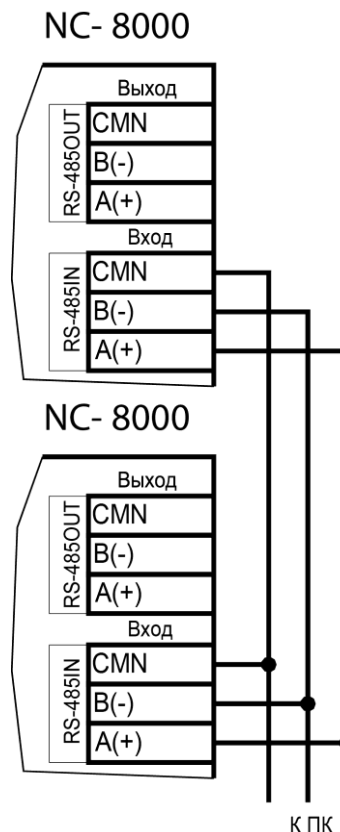 NC- 8000
Выход
RS-485OUT
CMN
B(-)
A(+)
Вход
RS-485IN
CMN
B(-)
A(+)
NC- 8000
Выход
RS-485OUT
CMN
B(-)
A(+)
Вход
RS-485IN
CMN
B(-)
A(+)
К ПК